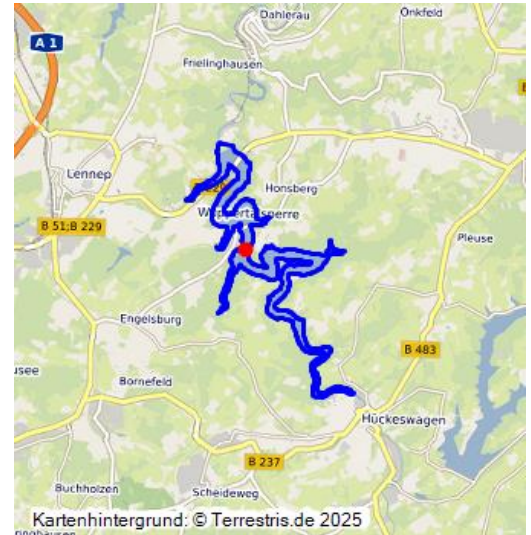 Dahlerau
Önkfeld
A 1
Frielinghausen
B
Lennep
Honsberg
Wuppertalsperre
B 51;B 229
Pleuse
Engelsburg
B 483
usee
Bornefeld
Hückeswagen
B 237
Buchholzen
Scheideweg
Kartenhintergrund: © Terrestris.de 2025